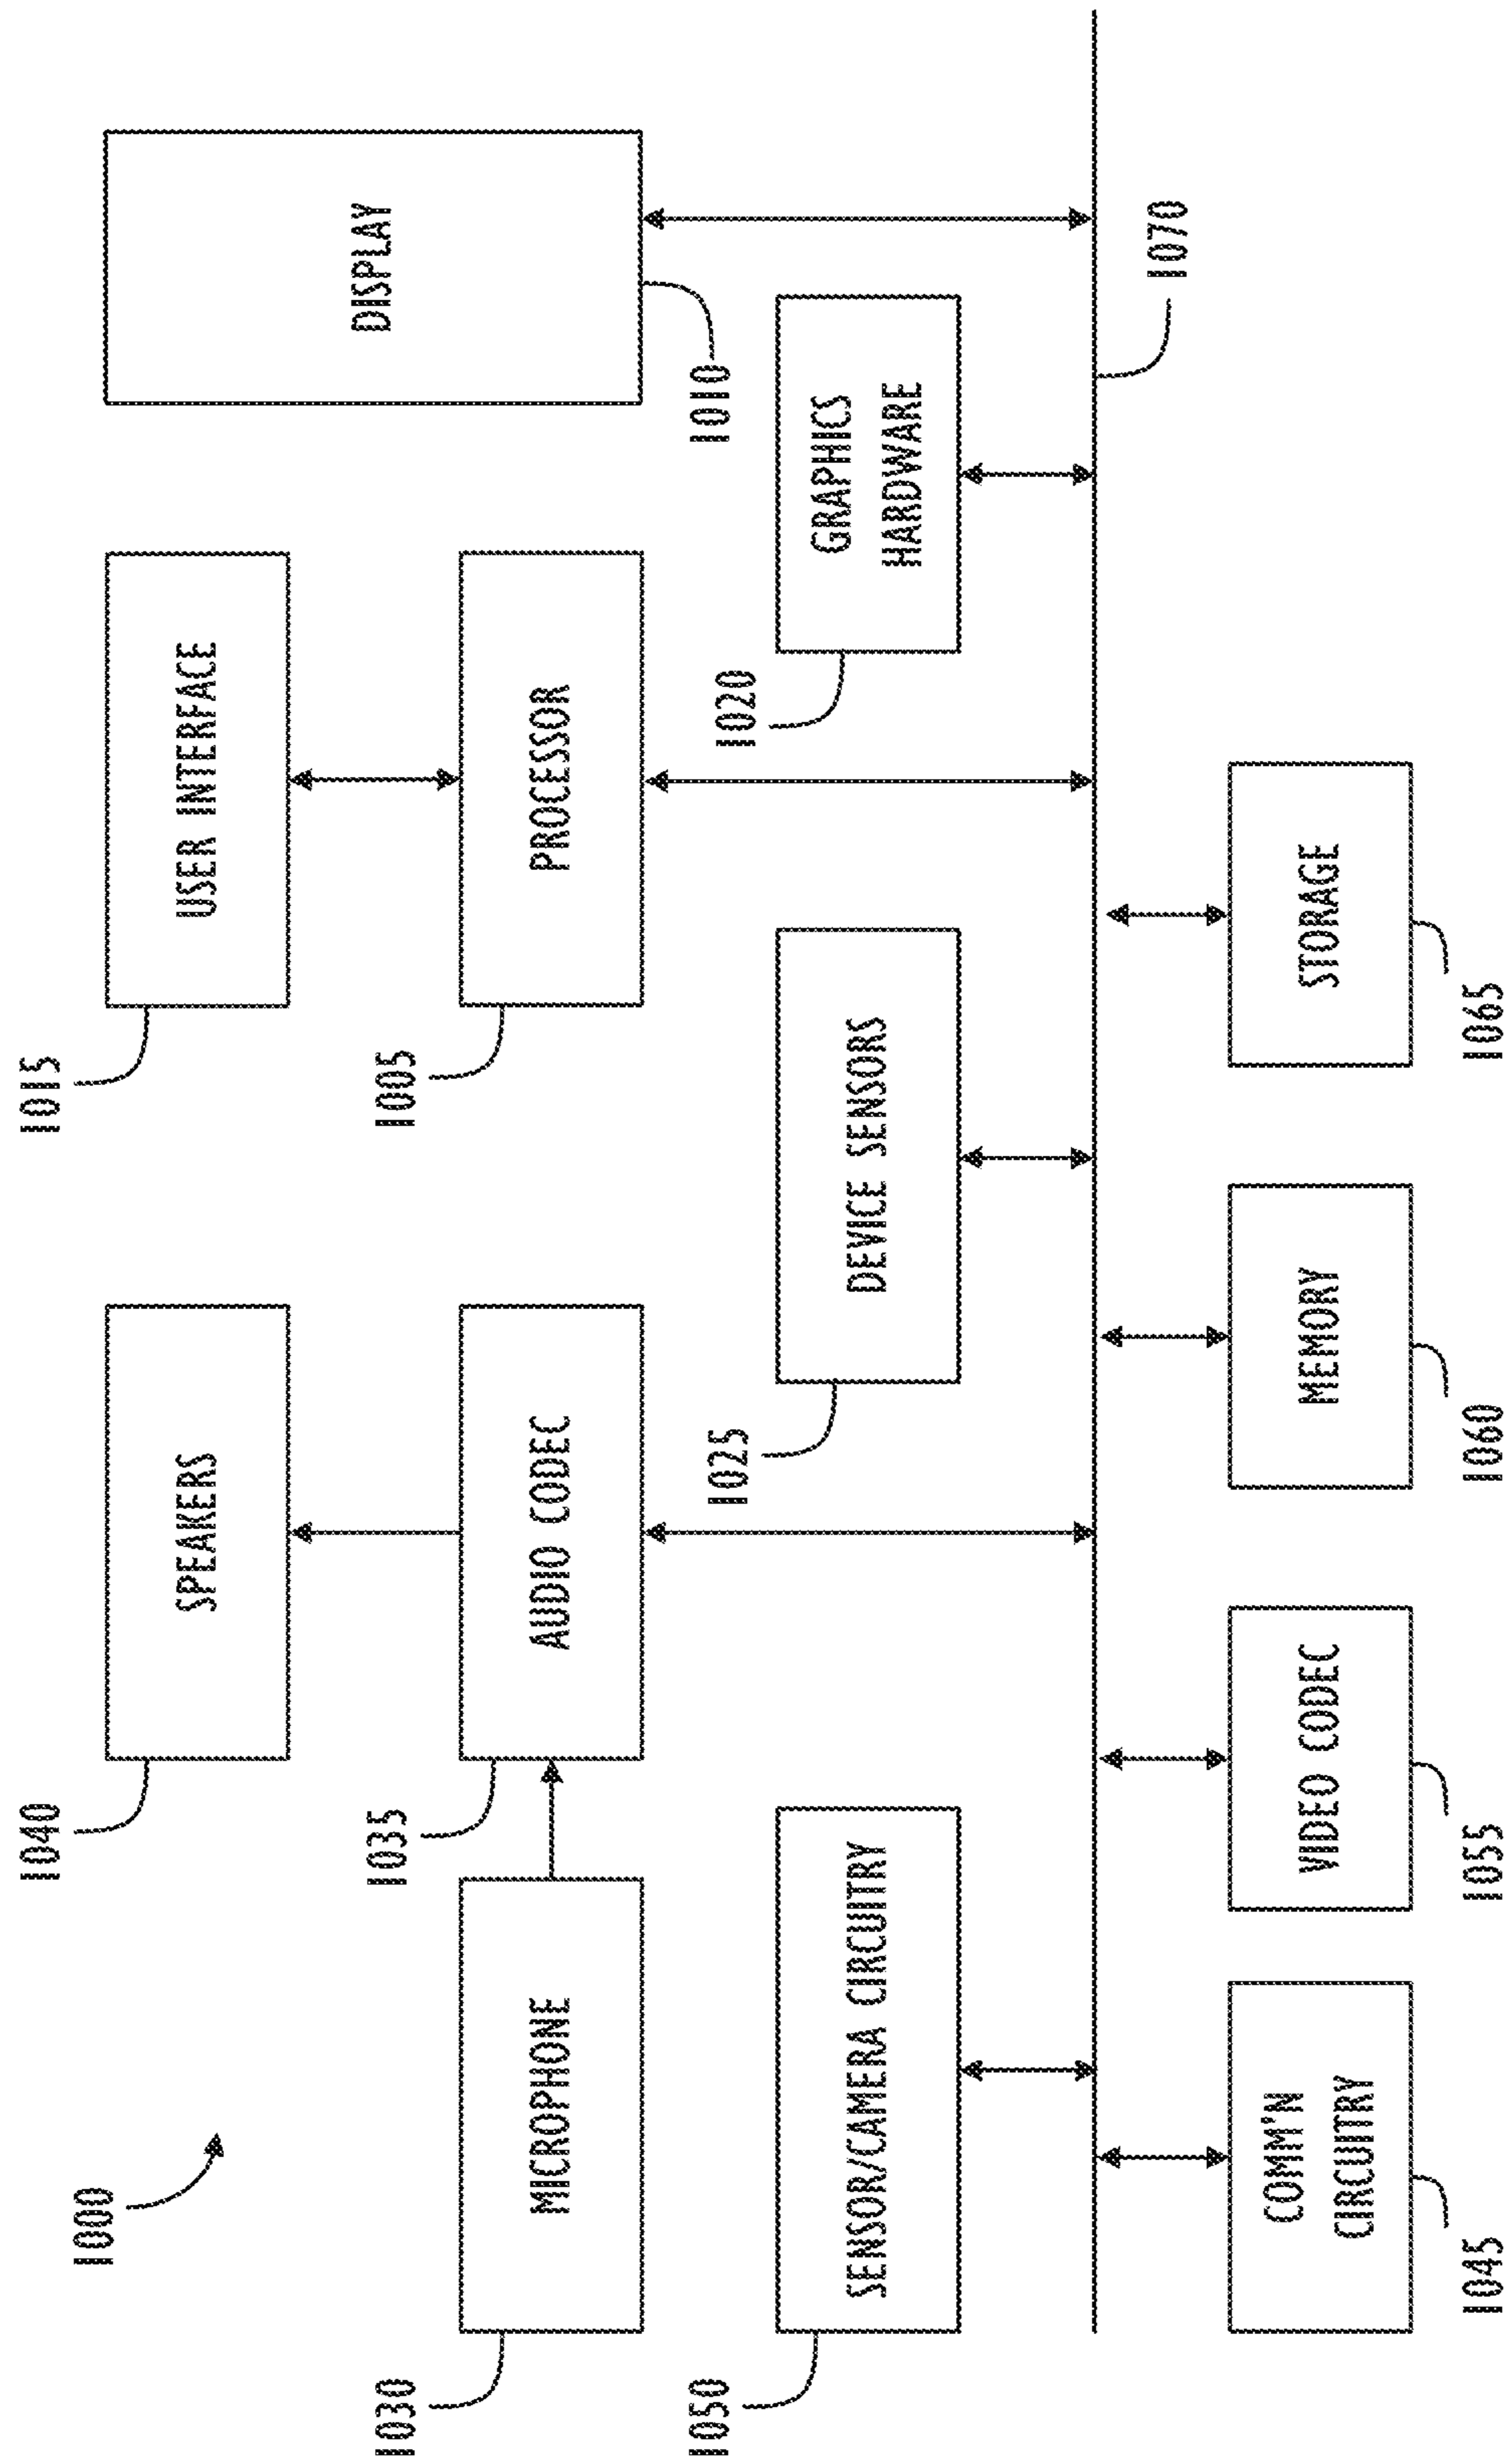 1000
1040
SPEAKERS
1015
USER INTERFACE
DISPLAY
1030
MICROPHONE
1035
AUDIO CODEC
1005
PROCESSOR
1010
1050
SENSOR/CAMERA CIRCUITRY
1025
DEVICE SENSORS
1020
GRAPHICS
HARDWARE
1070
COMM'N
CIRCUITRY
1045
VIDEO CODEC
1055
MEMORY
1060
STORAGE
1065